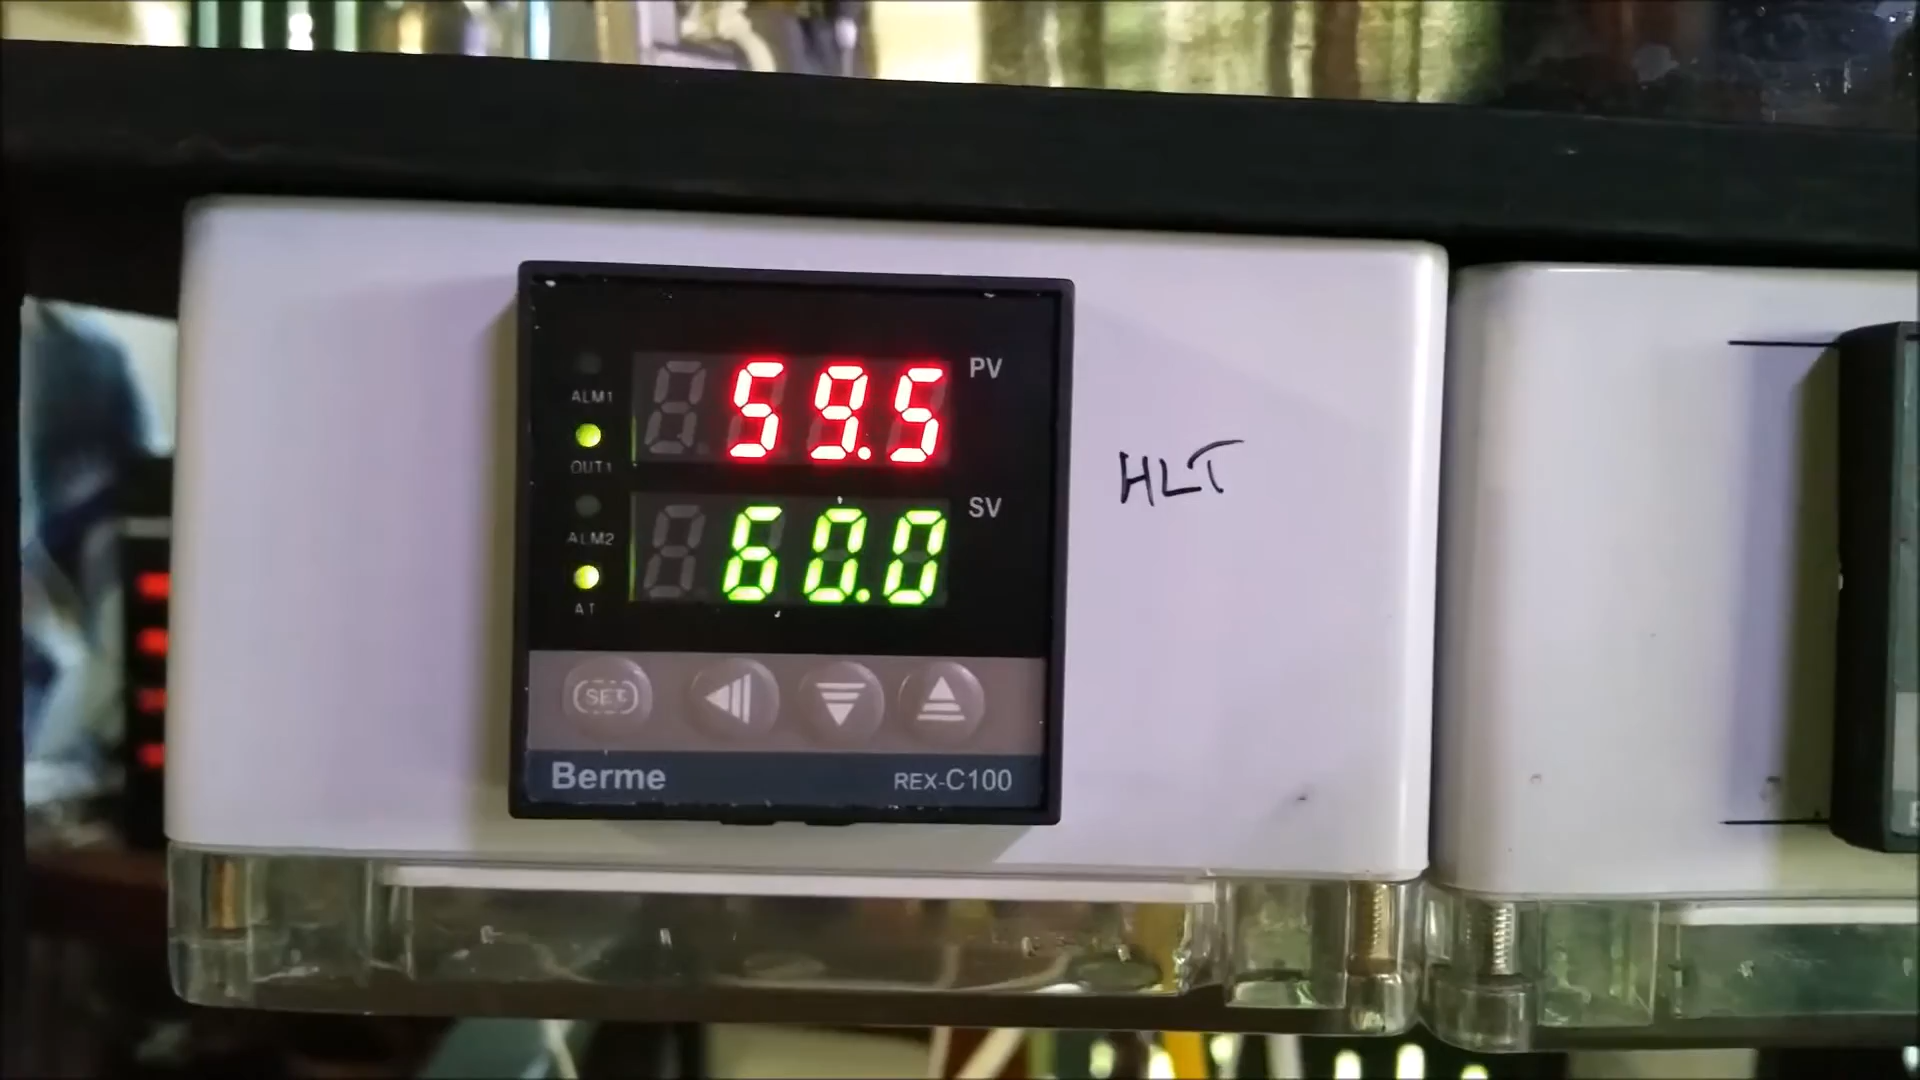 59.5 PV
ALM1
OUT1
60.0 SV
ALM2
AT
SET
Berme REX-C100
HLT